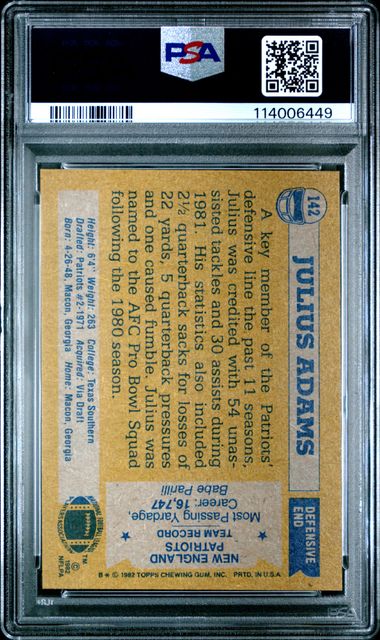 PSA
114006449
142
JULIUS ADAMS
DEFENSIVE
END
A key member of the Patriots'
defensive line the past 11 seasons,
Julius was credited with 54 unas-
sisted tackles and 30 assists during
1981. His statistics also included
2½ quarterback sacks for losses of
22 yards, 5 quarterback pressures
and one caused fumble. Julius was
named to the AFC Pro Bowl Squad
following the 1980 season.
NEW ENGLAND
PATRIOTS
TEAM RECORD
Most Passing Yardage,
Career: 16,747
Babe Parilli
Height: 6'4" Weight: 263 College: Texas Southern
Drafted: Patriots #2-1971 Acquired: Via Draft
Born: 4-26-48, Macon, Georgia Home: Macon, Georgia
TM
© 1982
NFLPA
B * © 1982 TOPPS CHEWING GUM, INC. PRTD. IN U.S.A.